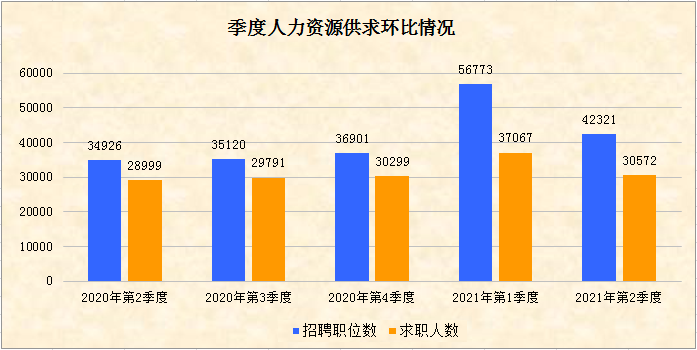 季度人力资源供求环比情况
60000
50000
40000
30000
20000
10000
0
34926
28999
35120
29791
36901
30299
56773
37067
42321
30572
2020年第2季度
2020年第3季度
2020年第4季度
2021年第1季度
2021年第2季度
招聘职位数
求职人数